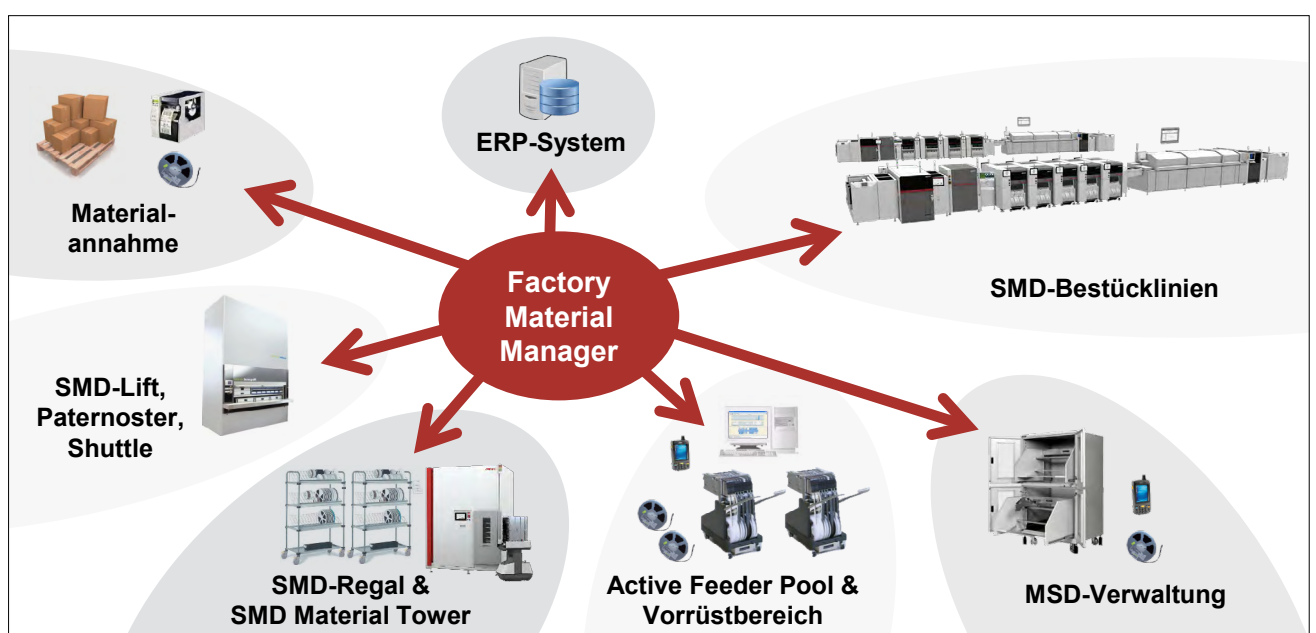 ERP-System
Material-
annahme
Factory
Material
Manager
SMD-Bestücklinien
SMD-Lift,
Paternoster,
Shuttle
SMD-Regal &
SMD Material Tower
Active Feeder Pool &
Vorrüstbereich
MSD-Verwaltung